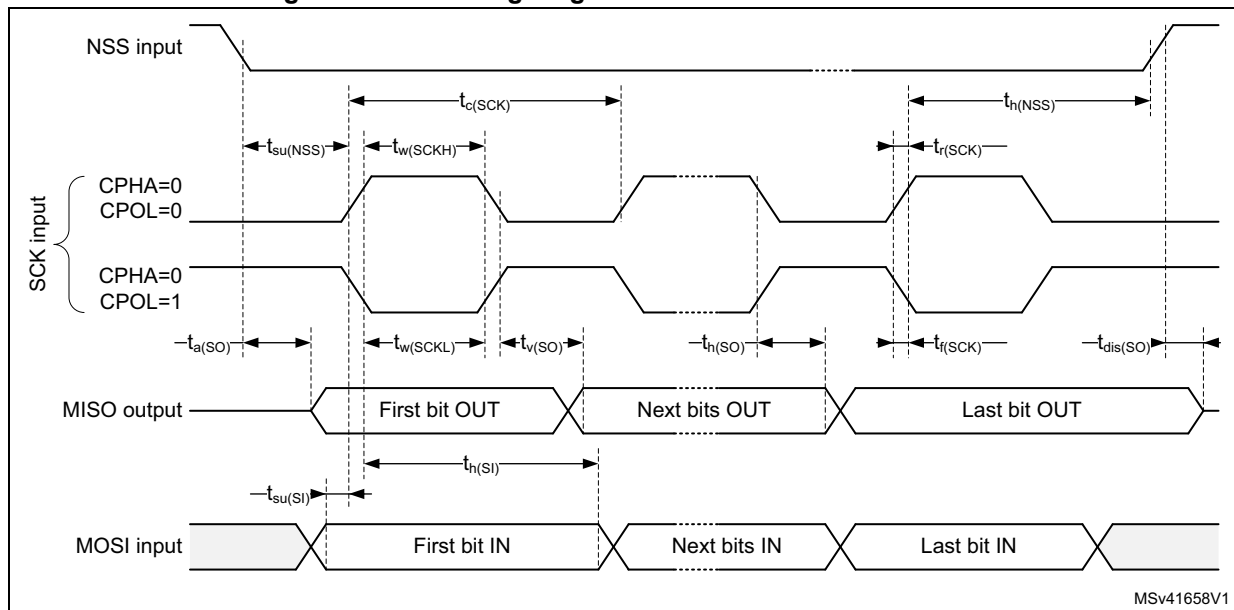 NSS input
tc(SCK)
th(NSS)
tsu(NSS)
tw(SCKH)
tr(SCK)
SCK input
CPHA=0
CPOL=0
CPHA=0
CPOL=1
ta(SO)
tw(SCKL)
tv(SO)
th(SO)
tf(SCK)
tdis(SO)
MISO output
First bit OUT
Next bits OUT
Last bit OUT
th(SI)
tsu(SI)
MOSI input
First bit IN
Next bits IN
Last bit IN
MSv41658V1